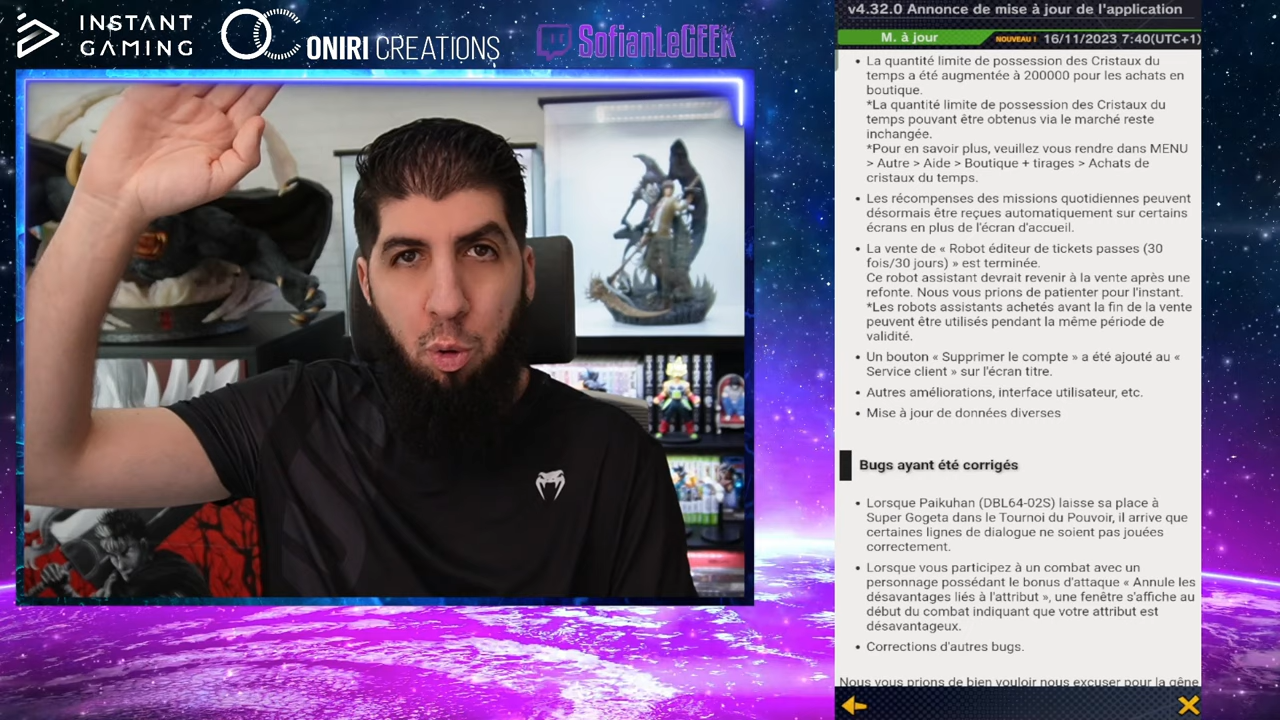 INSTANT
GAMING
ONIRI CREATIONS
SofianLeGEEK
v4.32.0 Annonce de mise à jour de l'application
M. à jour
NOUVEAU ! 16/11/2023 7:40(UTC+1)
• La quantité limite de possession des Cristaux du
temps a été augmentée à 200000 pour les achats en
boutique.
*La quantité limite de possession des Cristaux du
temps pouvant être obtenus via le marché reste
inchangée.
*Pour en savoir plus, veuillez vous rendre dans MENU
> Autre > Aide > Boutique + tirages > Achats de
cristaux du temps.
• Les récompenses des missions quotidiennes peuvent
désormais être reçues automatiquement sur certains
écrans en plus de l'écran d'accueil.
• La vente de « Robot éditeur de tickets passes (30
fois/30 jours) » est terminée.
Ce robot assistant devrait revenir à la vente après une
refonte. Nous vous prions de patienter pour l'instant.
*Les robots assistants achetés avant la fin de la vente
peuvent être utilisés pendant la même période de
validité.
• Un bouton « Supprimer le compte » a été ajouté au «
Service client » sur l'écran titre.
• Autres améliorations, interface utilisateur, etc.
• Mise à jour de données diverses
Bugs ayant été corrigés
• Lorsque Paikuhan (DBL64-02S) laisse sa place à
Super Gogeta dans le Tournoi du Pouvoir, il arrive que
certaines lignes de dialogue ne soient pas jouées
correctement.
• Lorsque vous participez à un combat avec un
personnage possédant le bonus d'attaque « Annule les
désavantages liés à l'attribut », une fenêtre s'affiche au
début du combat indiquant que votre attribut est
désavantageux.
• Corrections d'autres bugs.
Nous vous prions de bien vouloir nous excuser pour la gêne